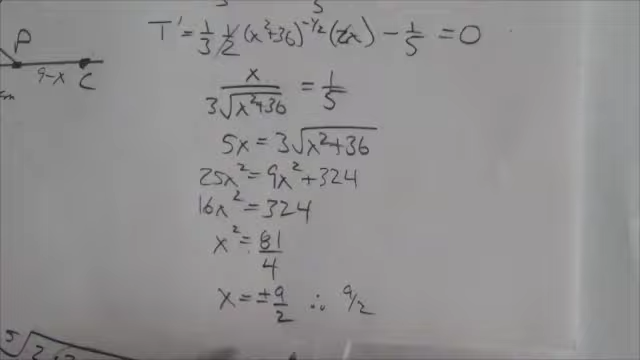 P
9-x
C
T' = 1/3 1/2 (x²+36)^-1/2 (2x) - 1/5 = 0
x / 3√(x²+36) = 1/5
5x = 3√(x²+36)
25x² = 9x²+324
16x² = 324
x² = 81/4
x = ±9/2 ∴ 9/2